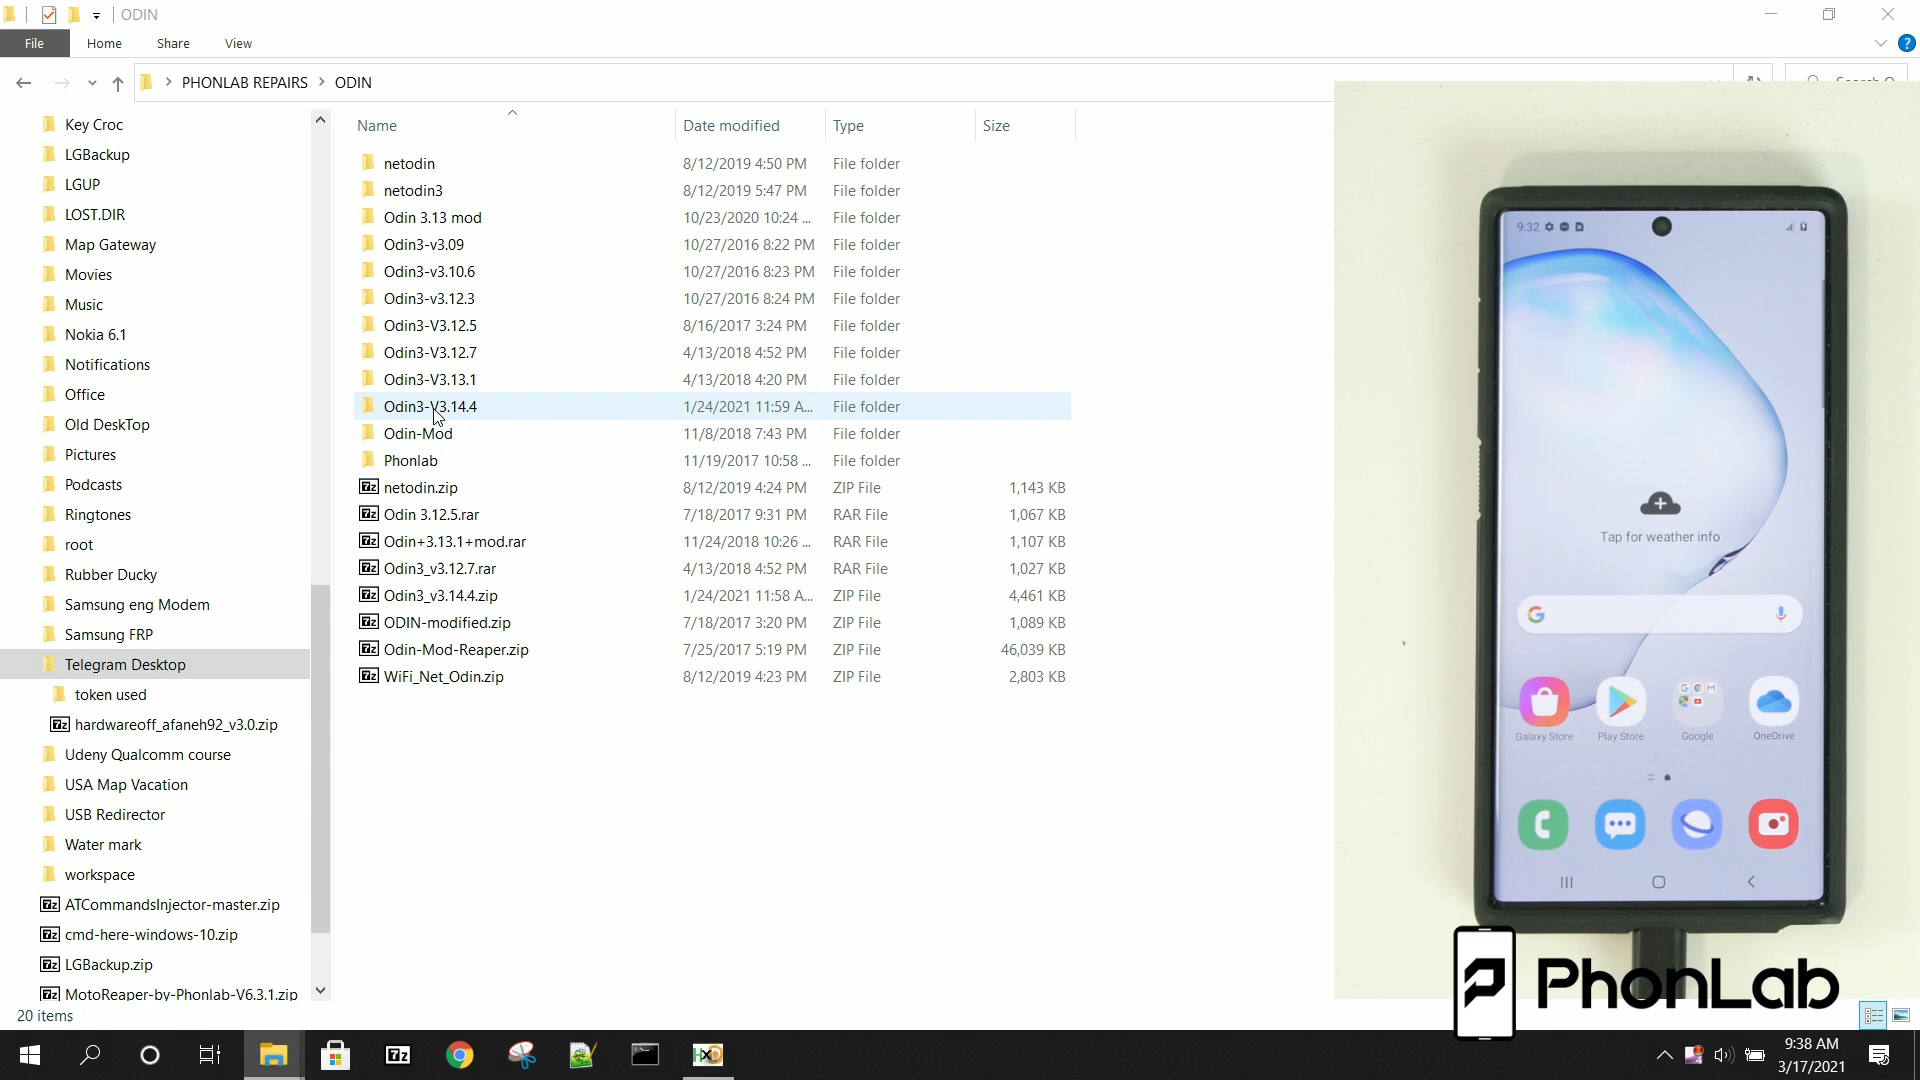 ODIN
File Home Share View
PHONLAB REPAIRS > ODIN
Name Date modified Type Size
Key Croc
LGBackup
LGUP
LOST.DIR
Map Gateway
Movies
Music
Nokia 6.1
Notifications
Office
Old DeskTop
Pictures
Podcasts
Ringtones
root
Rubber Ducky
Samsung eng Modem
Samsung FRP
Telegram Desktop
token used
hardwareoff_afaneh92_v3.0.zip
Udeny Qualcomm course
USA Map Vacation
USB Redirector
Water mark
workspace
ATCommandsInjector-master.zip
cmd-here-windows-10.zip
LGBackup.zip
MotoReaper-by-Phonlab-V6.3.1.zip
netodin 8/12/2019 4:50 PM File folder
netodin3 8/12/2019 5:47 PM File folder
Odin 3.13 mod 10/23/2020 10:24 ... File folder
Odin3-v3.09 10/27/2016 8:22 PM File folder
Odin3-v3.10.6 10/27/2016 8:23 PM File folder
Odin3-v3.12.3 10/27/2016 8:24 PM File folder
Odin3-V3.12.5 8/16/2017 3:24 PM File folder
Odin3-V3.12.7 4/13/2018 4:52 PM File folder
Odin3-V3.13.1 4/13/2018 4:20 PM File folder
Odin3-V3.14.4 1/24/2021 11:59 A... File folder
Odin-Mod 11/8/2018 7:43 PM File folder
Phonlab 11/19/2017 10:58 ... File folder
netodin.zip 8/12/2019 4:24 PM ZIP File 1,143 KB
Odin 3.12.5.rar 7/18/2017 9:31 PM RAR File 1,067 KB
Odin+3.13.1+mod.rar 11/24/2018 10:26 ... RAR File 1,107 KB
Odin3_v3.12.7.rar 4/13/2018 4:52 PM RAR File 1,027 KB
Odin3_v3.14.4.zip 1/24/2021 11:58 A... ZIP File 4,461 KB
ODIN-modified.zip 7/18/2017 3:20 PM ZIP File 1,089 KB
Odin-Mod-Reaper.zip 7/25/2017 5:19 PM ZIP File 46,039 KB
WiFi_Net_Odin.zip 8/12/2019 4:23 PM ZIP File 2,803 KB
9:32
Tap for weather info
Galaxy Store Play Store Google OneDrive
PhonLab
20 items
9:38 AM
3/17/2021